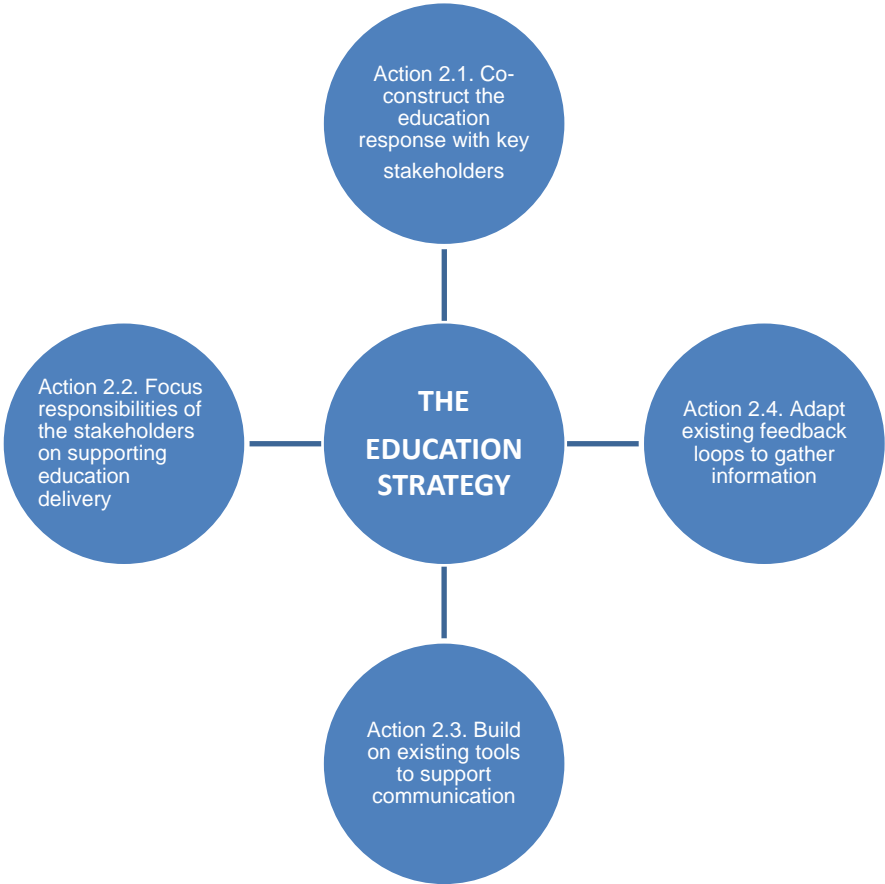 Action 2.1. Co-
construct the
education
response with key
stakeholders
Action 2.2. Focus
responsibilities of
the stakeholders
on supporting
education
delivery
THE
EDUCATION
STRATEGY
Action 2.4. Adapt
existing feedback
loops to gather
information
Action 2.3. Build
on existing tools
to support
communication